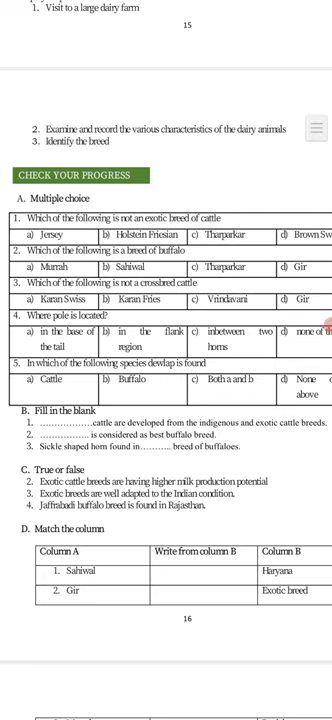 1. Visit to a large dairy farm
15
2. Examine and record the various characteristics of the dairy animals
3. Identify the breed
CHECK YOUR PROGRESS
A. Multiple choice
1. Which of the following is not an exotic breed of cattle
a) Jersey b) Holstein Friesian c) Tharparkar d) Brown Sw
2. Which of the following is a breed of buffalo
a) Murrah b) Sahiwal c) Tharparkar d) Gir
3. Which of the following is not a crossbred cattle
a) Karan Swiss b) Karan Fries c) Vrindavani d) Gir
4. Where pole is located?
a) in the base of b) in the flank c) inbetween two d) none of th
the tail region horns
5. In which of the following species dewlap is found
a) Cattle b) Buffalo c) Both a and b d) None o
above
B. Fill in the blank
1. ………………cattle are developed from the indigenous and exotic cattle breeds.
2. …………….. is considered as best buffalo breed.
3. Sickle shaped horn found in……….. breed of buffaloes.
C. True or false
2. Exotic cattle breeds are having higher milk production potential
3. Exotic breeds are well adapted to the Indian condition.
4. Jaffrabadi buffalo breed is found in Rajasthan.
D. Match the column
Column A Write from column B Column B
1. Sahiwal Haryana
2. Gir Exotic breed
16